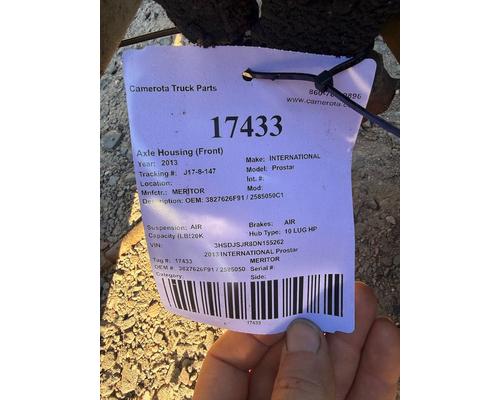 Camerota Truck Parts
www.camerota.c
17433
Axle Housing (Front)
Year: 2013
Make: INTERNATIONAL
Tracking #: J17-8-147
Model: Prostar
Location:
Int. #:
Mnfctr.: MERITOR
Mod:
Description: OEM: 3827626F91 / 2585050C1
Suspension: AIR
Brakes: AIR
Capacity (LBS20K
Hub Type: 10 LUG HP
VIN: 3HSDJSJR8DN155262
2013 INTERNATIONAL Prostar
Tag #: 17433
MERITOR
OEM #: 3827626F91 / 2585050
Serial #:
Category:
Side:
17433